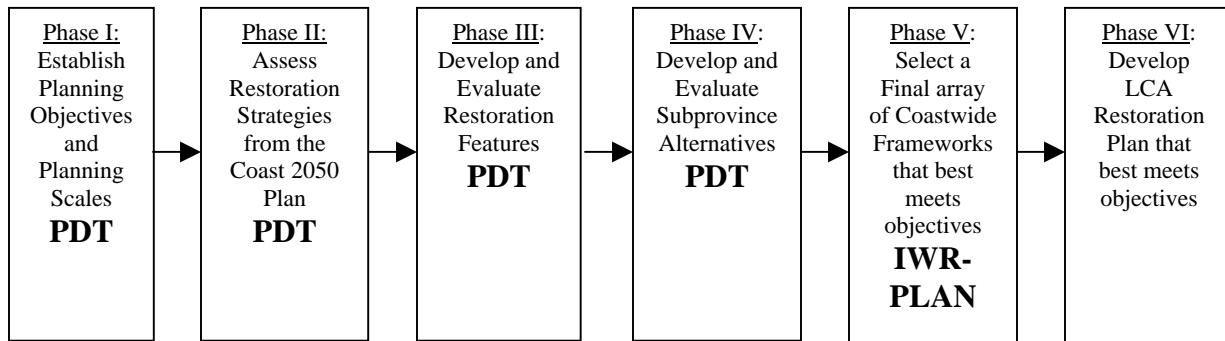 Phase I:
Establish
Planning
Objectives
and
Planning
Scales
PDT
Phase II:
Assess
Restoration
Strategies
from the
Coast 2050
Plan
PDT
Phase III:
Develop and
Evaluate
Restoration
Features
PDT
Phase IV:
Develop and
Evaluate
Subprovince
Alternatives
PDT
Phase V:
Select a
Final array
of Coastwide
Frameworks
that best
meets
objectives
IWR-
PLAN
Phase VI:
Develop
LCA
Restoration
Plan that
best meets
objectives